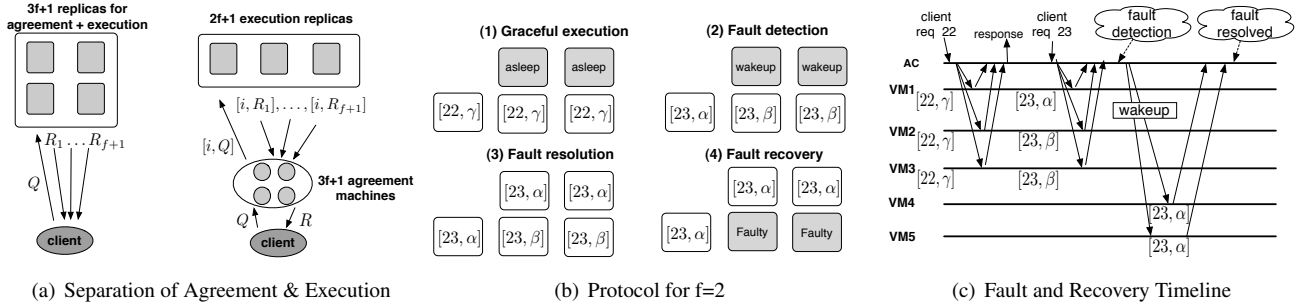 3f+1 replicas for
agreement + execution
R₁ … R_{f+1}
Q
client
2f+1 execution replicas
[i, R₁], …, [i, R_{f+1}]
[i, Q]
3f+1 agreement
machines
Q
R
client
(a) Separation of Agreement & Execution
(1) Graceful execution
asleep asleep
[22, γ] [22, γ] [22, γ]
(2) Fault detection
wakeup wakeup
[23, α] [23, β] [23, β]
(3) Fault resolution
[23, α] [23, α]
[23, α] [23, β] [23, β]
(4) Fault recovery
[23, α] [23, α]
[23, α] Faulty Faulty
(b) Protocol for f=2
client
req 22
response
client
req 23
fault
detection
fault
resolved
AC
VM1
[22, γ] [23, α]
wakeup
VM2
[22, γ] [23, β]
VM3
[22, γ] [23, β]
VM4
[23, α]
VM5
[23, α]
(c) Fault and Recovery Timeline